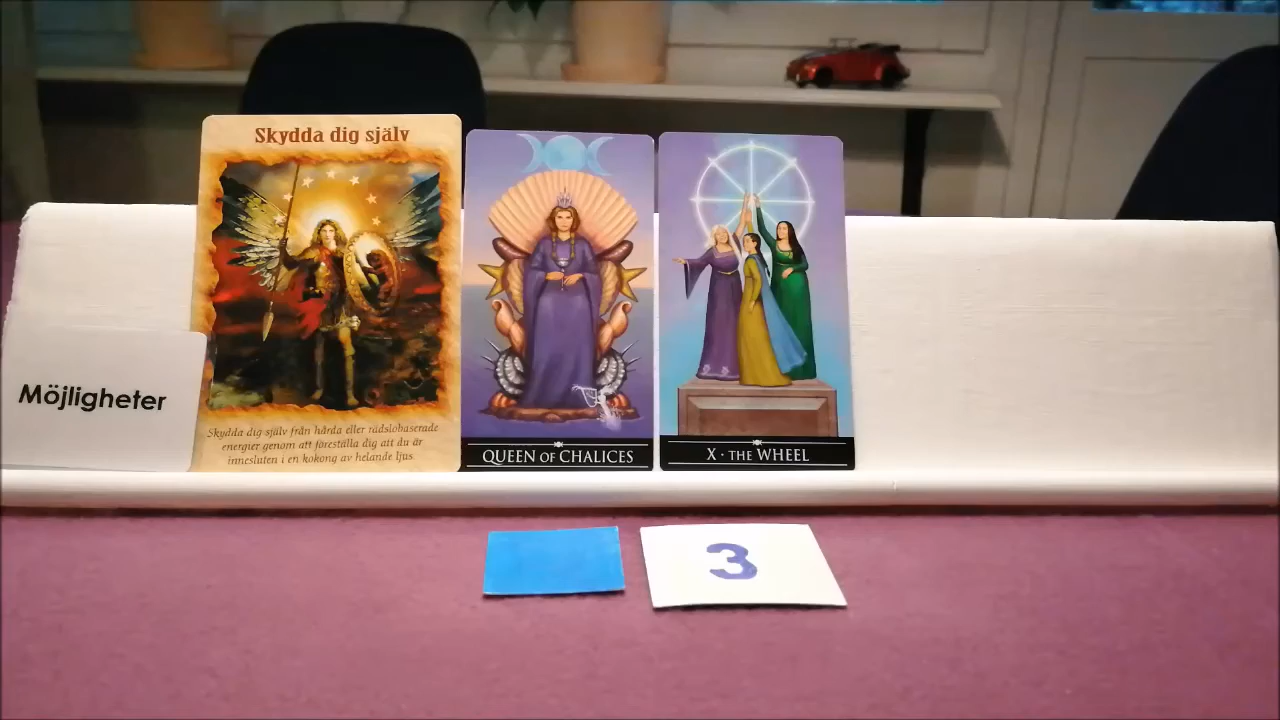 Skydda dig själv
Möjligheter
Skydda dig själv från hårda eller rädslobaserade
energier genom att föreställa dig att du är
innesluten i en kokong av helande ljus.
QUEEN OF CHALICES
X · THE WHEEL
3